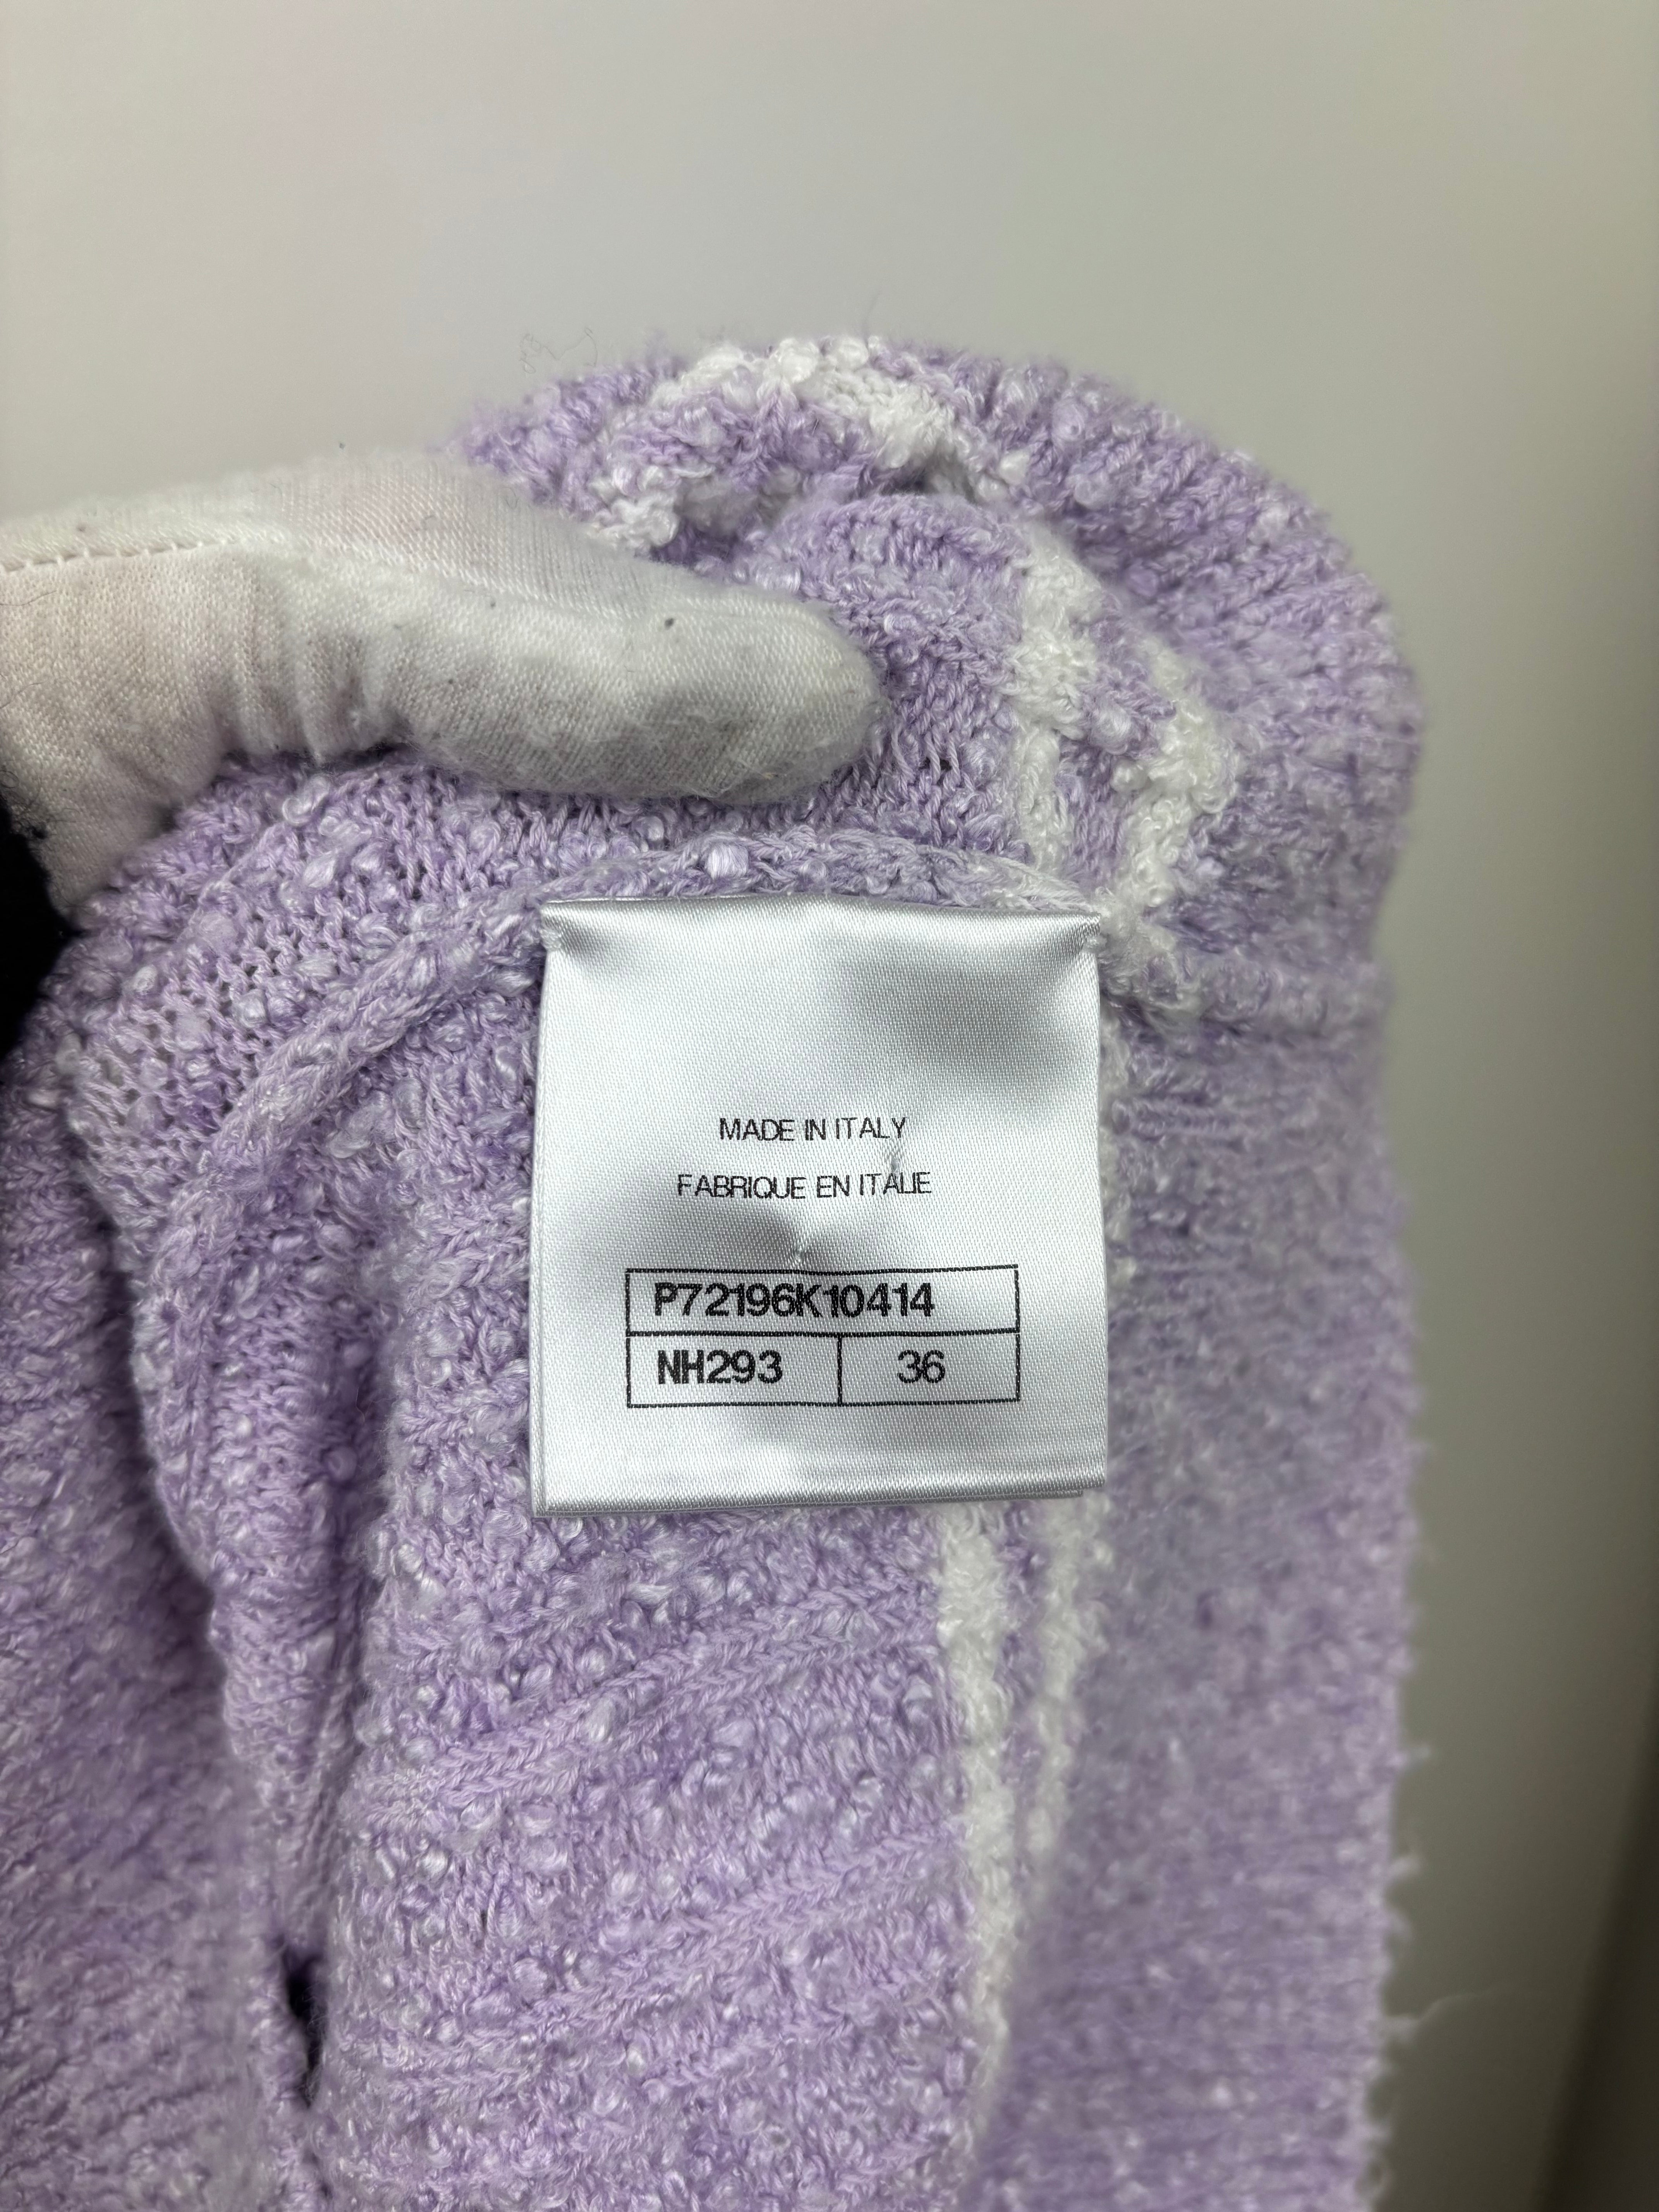 MADE IN ITALY
FABRIQUE EN ITALIE
P72196K10414
NH293 36